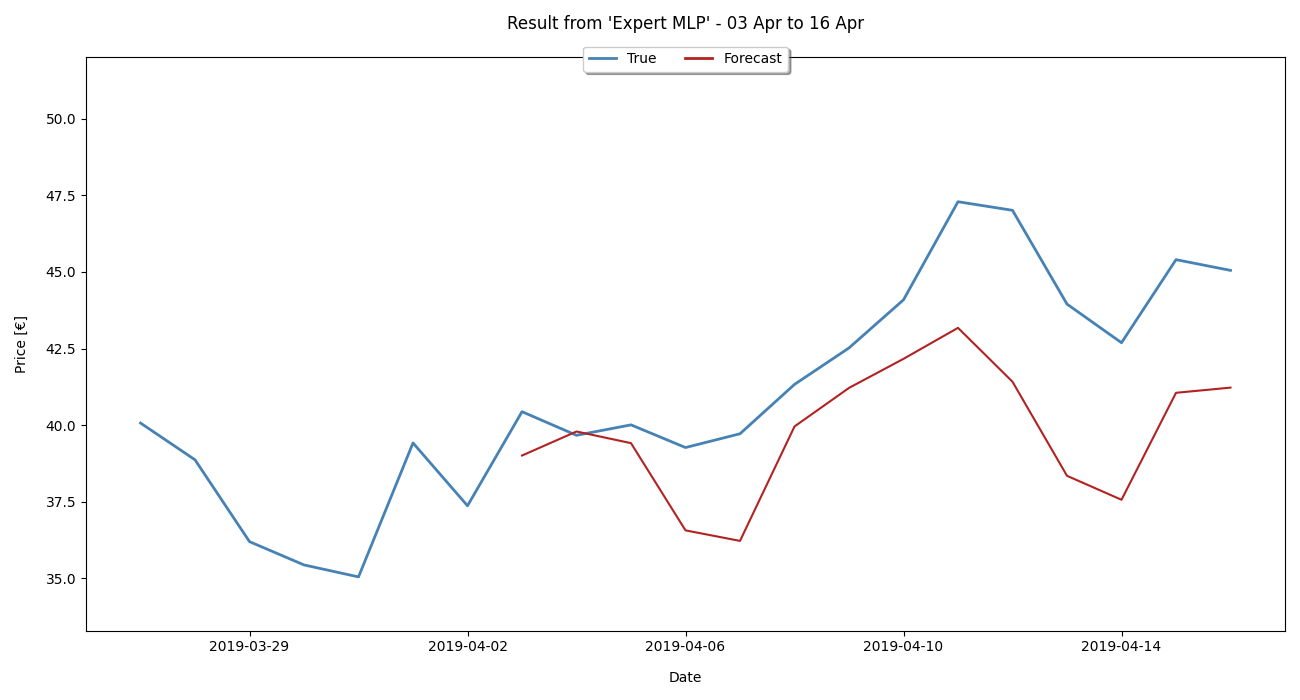 Result from 'Expert MLP' - 03 Apr to 16 Apr
True Forecast
50.0
47.5
45.0
42.5
40.0
37.5
35.0
Price [€]
2019-03-29 2019-04-02 2019-04-06 2019-04-10 2019-04-14
Date